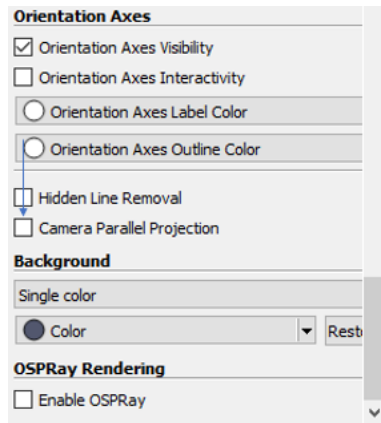 Orientation Axes
Orientation Axes Visibility
Orientation Axes Interactivity
Orientation Axes Label Color
Orientation Axes Outline Color
Hidden Line Removal
Camera Parallel Projection
Background
Single color
Color Rest
OSPRay Rendering
Enable OSPRay